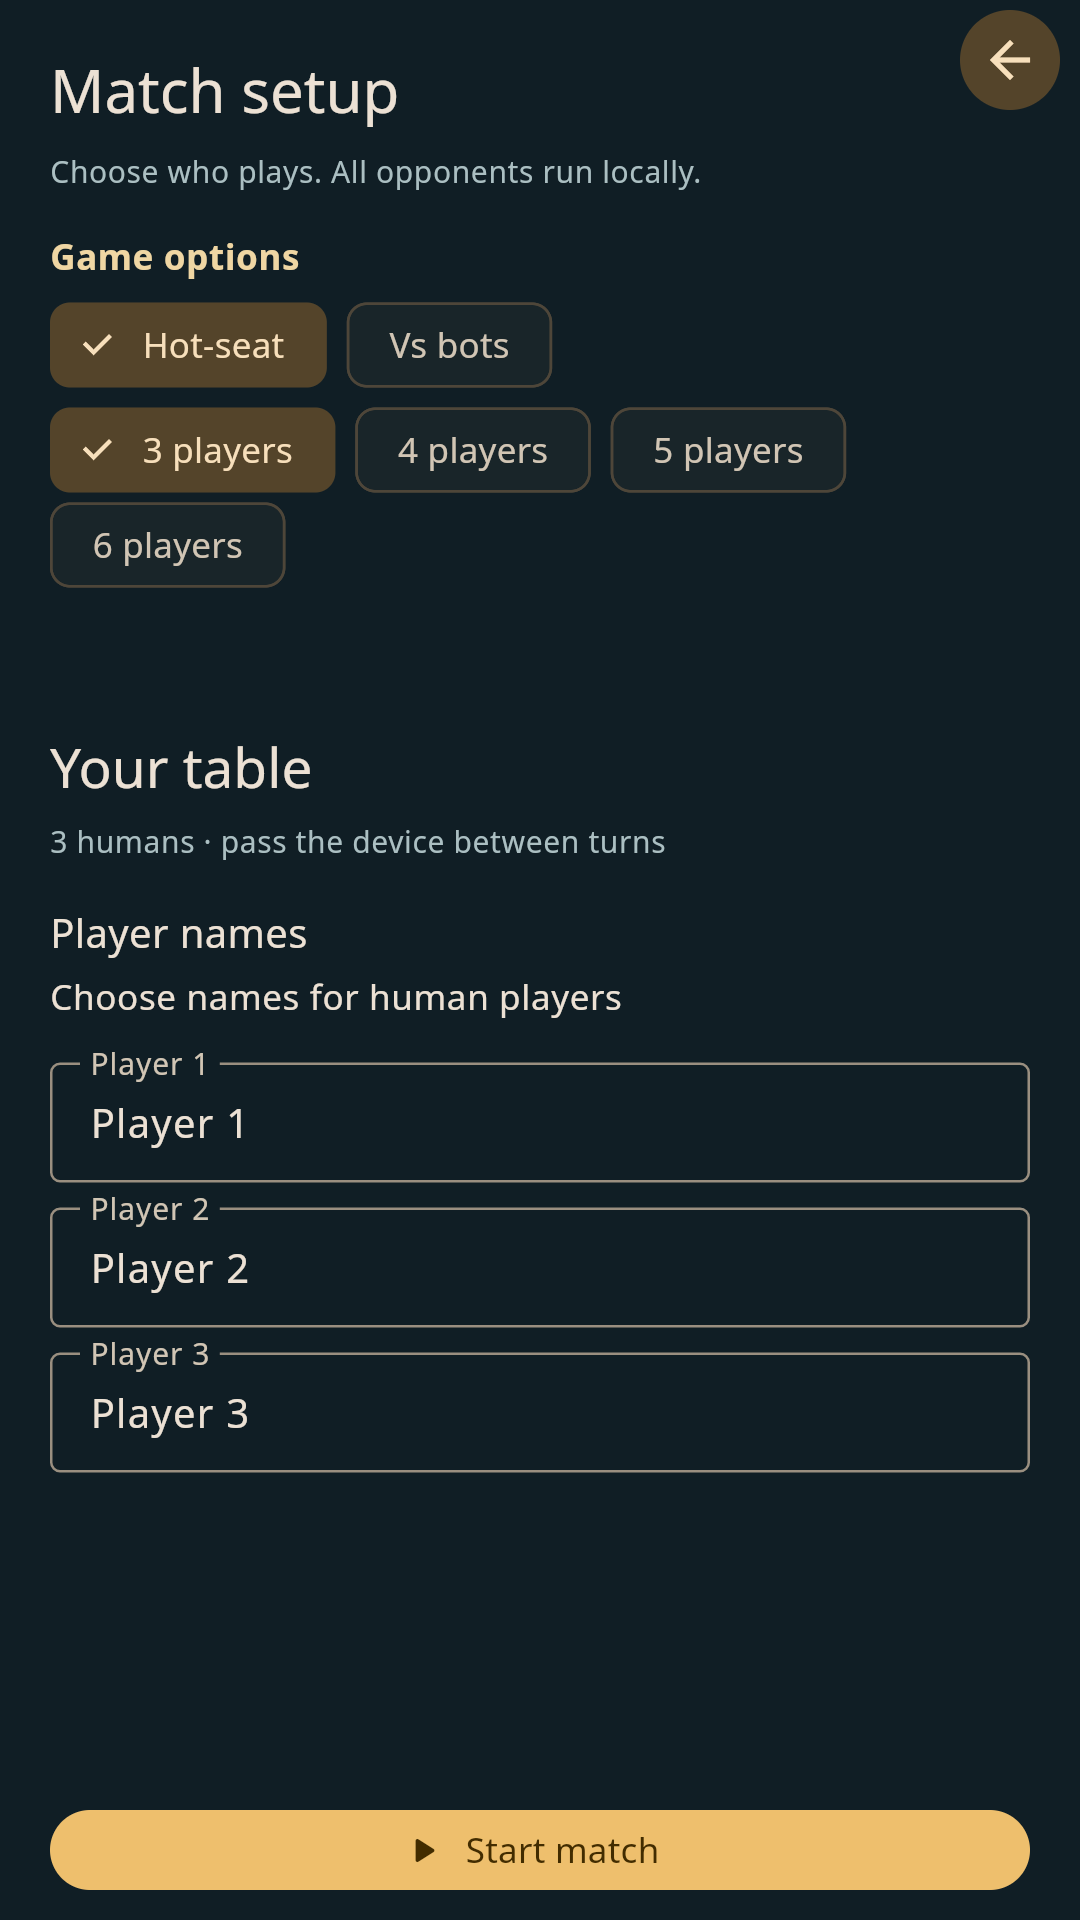 Match setup
Choose who plays. All opponents run locally.
Game options
Hot-seat
Vs bots
3 players
4 players
5 players
6 players
Your table
3 humans · pass the device between turns
Player names
Choose names for human players
Player 1
Player 1
Player 2
Player 2
Player 3
Player 3
Start match